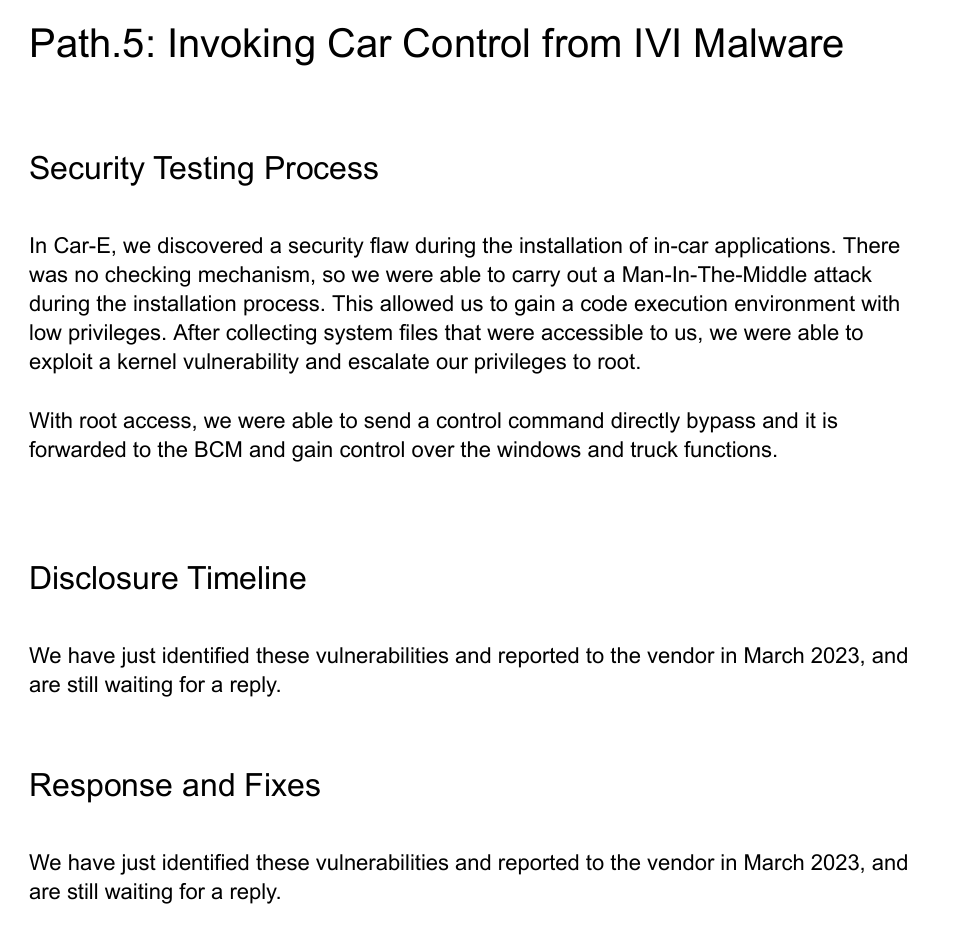 Path.5: Invoking Car Control from IVI Malware
Security Testing Process
In Car-E, we discovered a security flaw during the installation of in-car applications. There
was no checking mechanism, so we were able to carry out a Man-In-The-Middle attack
during the installation process. This allowed us to gain a code execution environment with
low privileges. After collecting system files that were accessible to us, we were able to
exploit a kernel vulnerability and escalate our privileges to root.
With root access, we were able to send a control command directly bypass and it is
forwarded to the BCM and gain control over the windows and truck functions.
Disclosure Timeline
We have just identified these vulnerabilities and reported to the vendor in March 2023, and
are still waiting for a reply.
Response and Fixes
We have just identified these vulnerabilities and reported to the vendor in March 2023, and
are still waiting for a reply.